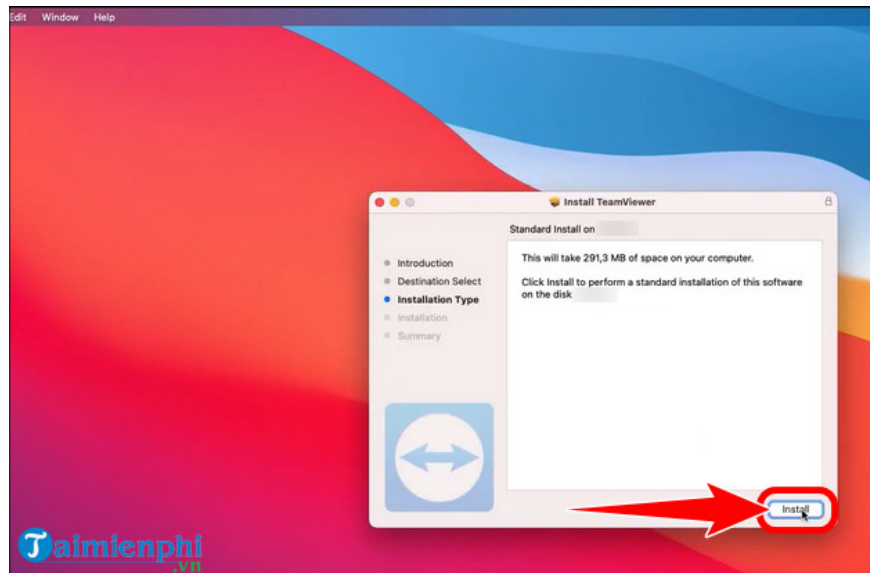 Edit Window Help
Install TeamViewer
Standard Install on
Introduction
Destination Select
Installation Type
Installation
Summary
This will take 291,3 MB of space on your computer.
Click Install to perform a standard installation of this software
on the disk
Install
Taimienphi
.vn